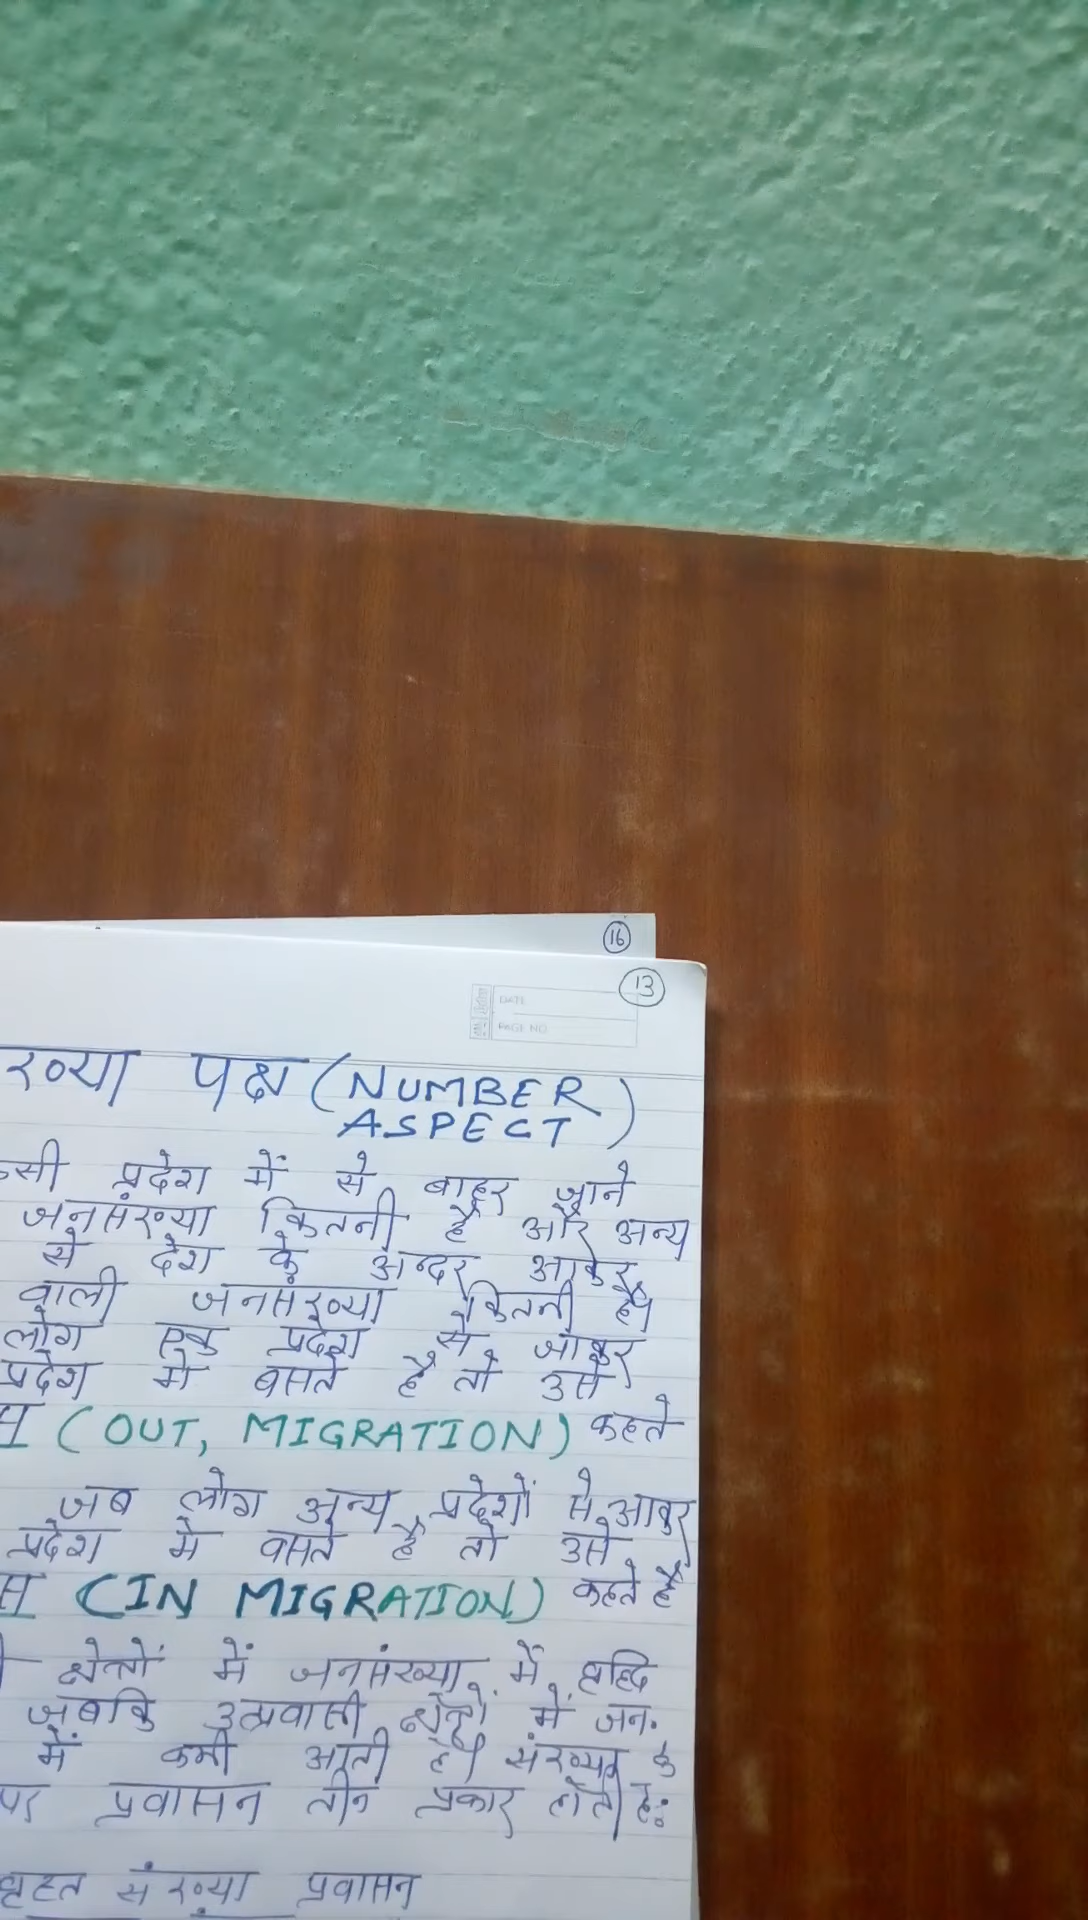 16
13
DATE
PAGE NO.
ख्या पक्ष (NUMBER
ASPECT)
प्रदेश में से बाहर जाने
जनसंख्या कितनी है और अन्य
से देश के अन्दर आकर
वाली जनसंख्या कितनी है।
लोग एक प्रदेश से जाकर
प्रदेश में बसते है तो उसे
(OUT, MIGRATION) कहते
जब लोग अन्य प्रदेशों से आकर
प्रदेश मे बसते है तो उसे
(IN MIGRATION) कहते है
क्षेत्रों में जनसंख्या में वृद्धि
जबकि उत्प्रवासी क्षेत्रों में जन.
में कमी आती है। संख्या के
पर प्रवासन तीन प्रकार होती है:
वृहत संख्या प्रवासन